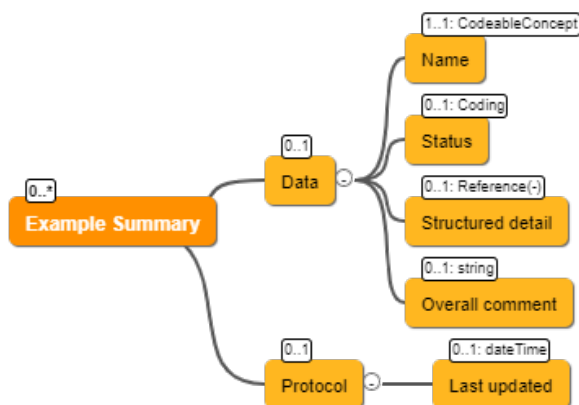 1..1: CodeableConcept
Name
0..1: Coding
Status
0..1
Data
0..1: Reference(-)
Structured detail
0..*
Example Summary
0..1: string
Overall comment
0..1
Protocol
0..1: dateTime
Last updated